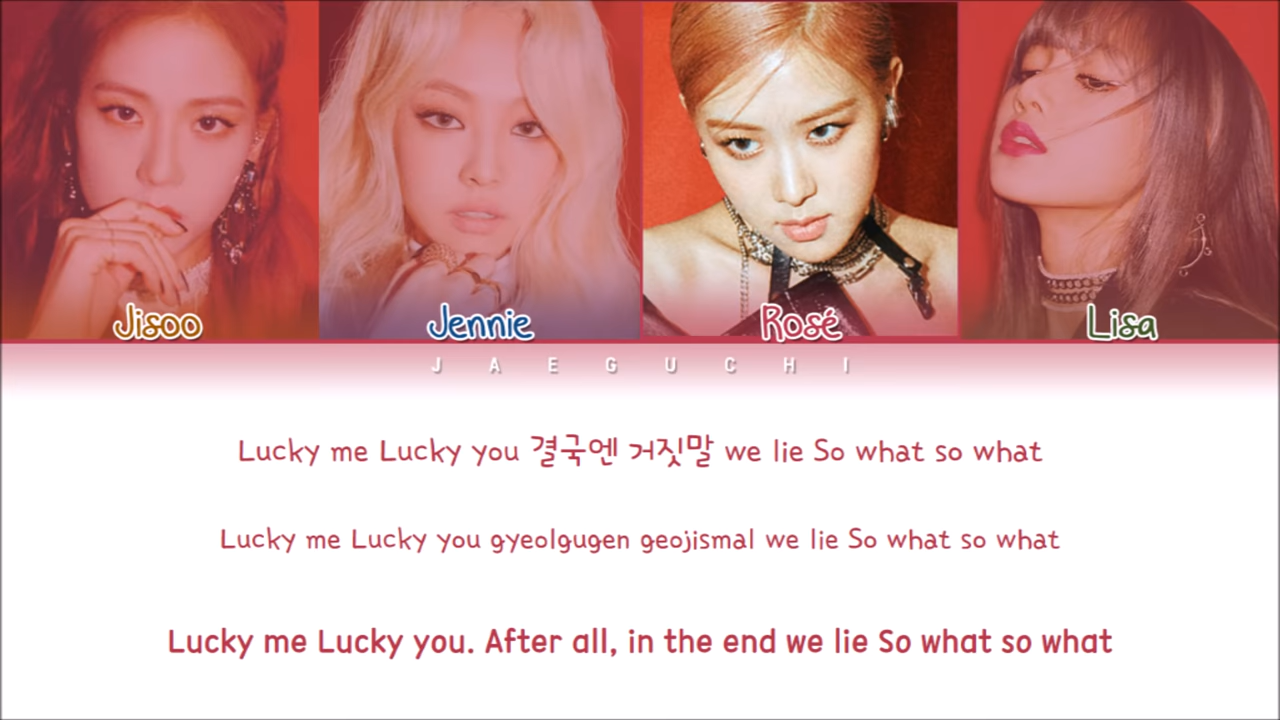 Jisoo Jennie Rosé Lisa
JAEGUCHI
Lucky me Lucky you 결국엔 거짓말 we lie So what so what
Lucky me Lucky you gyeolgugen geojismal we lie So what so what
Lucky me Lucky you. After all, in the end we lie So what so what